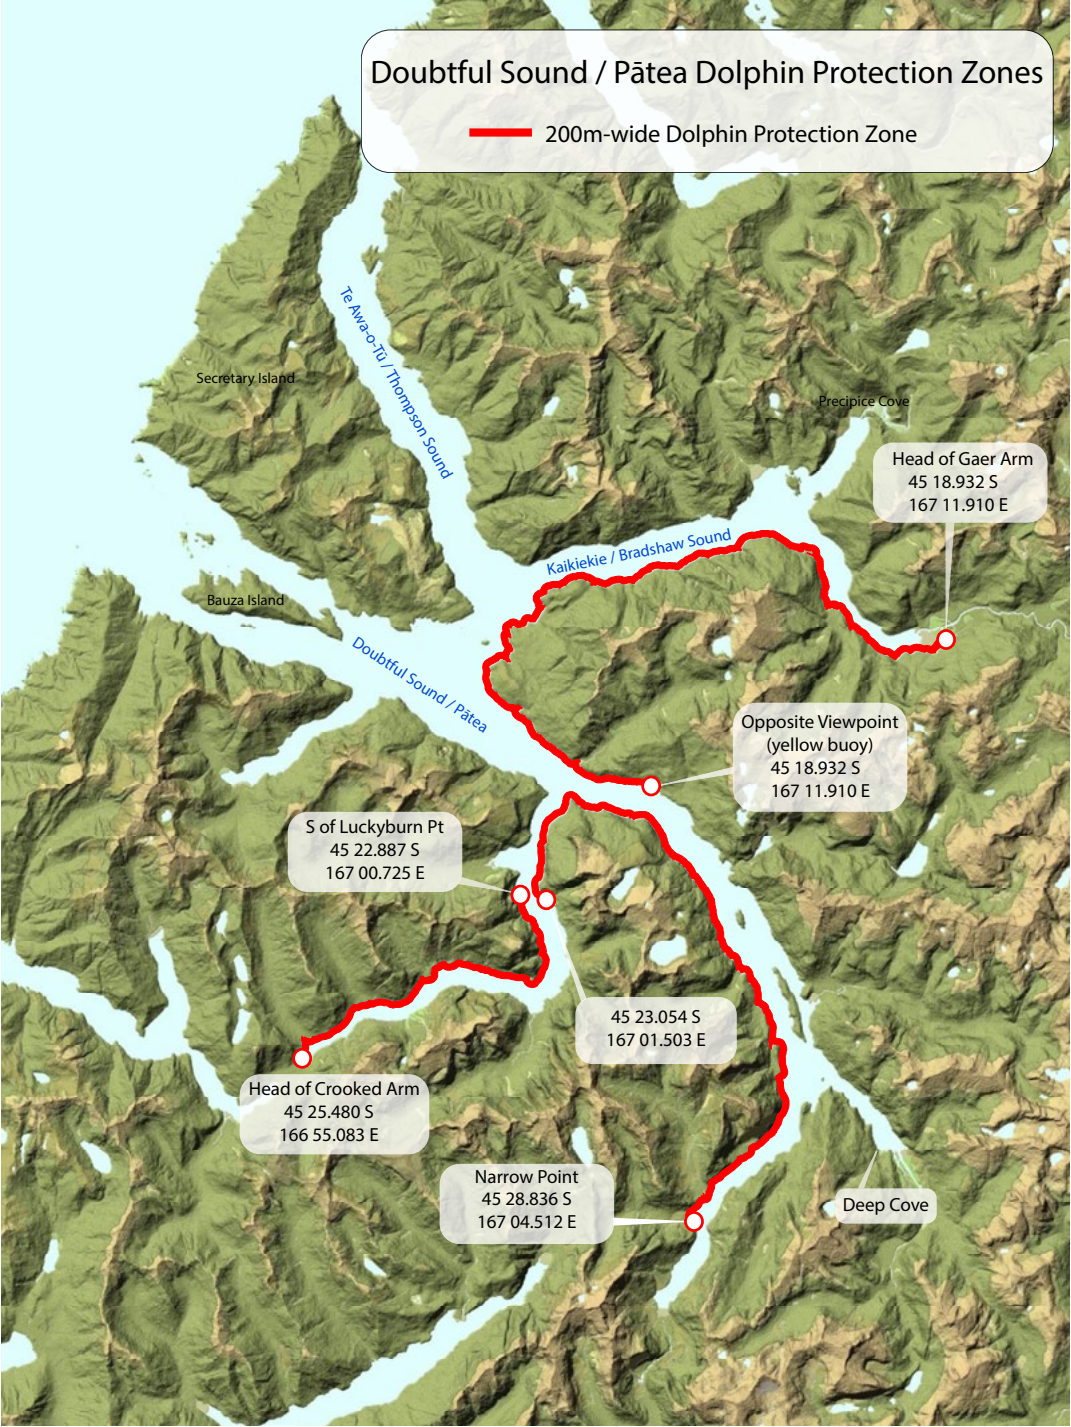 Doubtful Sound / Pātea Dolphin Protection Zones
200m-wide Dolphin Protection Zone
Te Awa-o-Tū / Thompson Sound
Secretary Island
Precipice Cove
Head of Gaer Arm
45 18.932 S
167 11.910 E
Kaikiekie / Bradshaw Sound
Bauza Island
Doubtful Sound / Pātea
Opposite Viewpoint
(yellow buoy)
45 18.932 S
167 11.910 E
S of Luckyburn Pt
45 22.887 S
167 00.725 E
45 23.054 S
167 01.503 E
Head of Crooked Arm
45 25.480 S
166 55.083 E
Narrow Point
45 28.836 S
167 04.512 E
Deep Cove